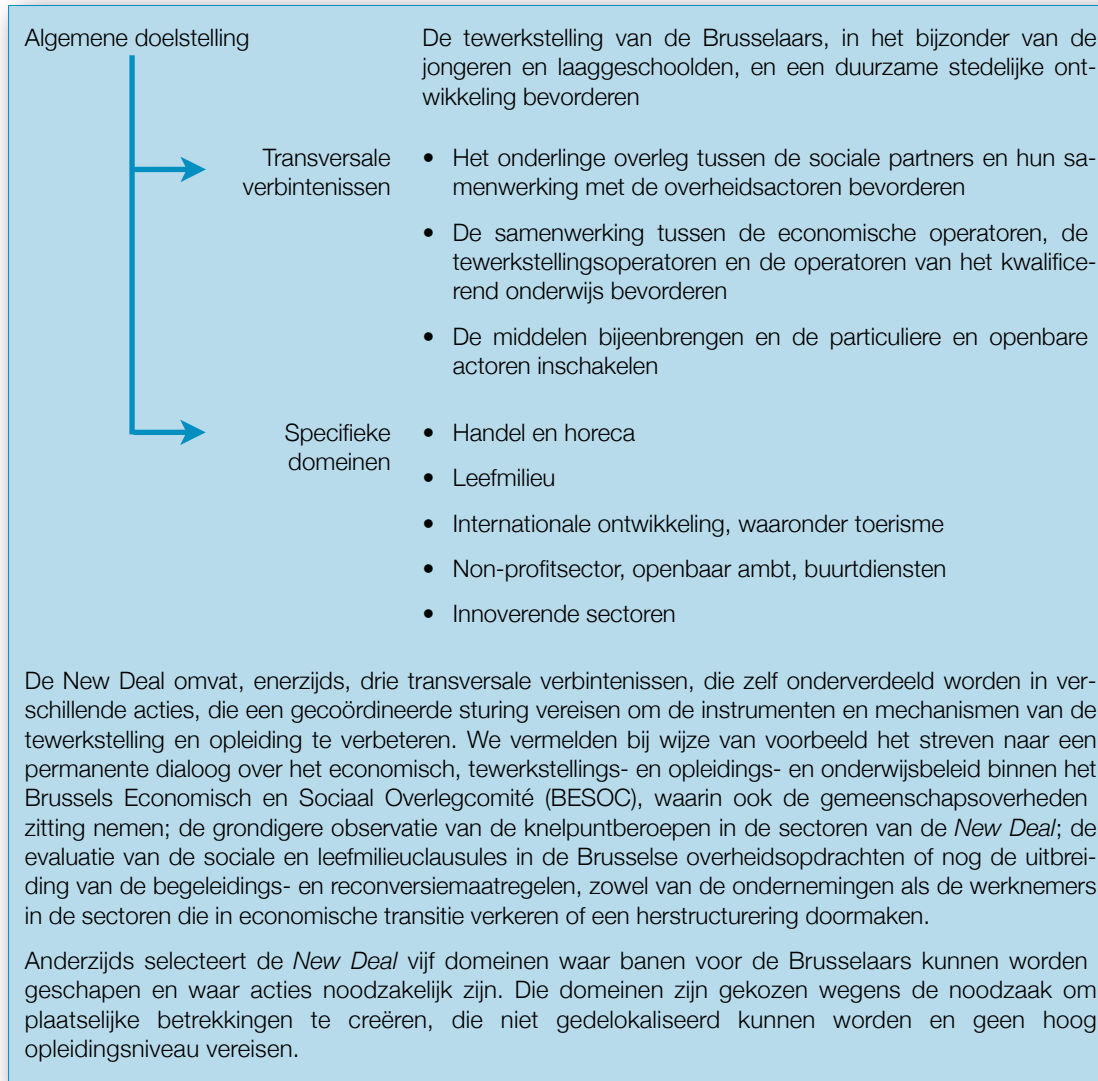 Algemene doelstelling
De tewerkstelling van de Brusselaars, in het bijzonder van de
jongeren en laaggeschoolden, en een duurzame stedelijke ont-
wikkeling bevorderen
Transversale
verbintenissen
• Het onderlinge overleg tussen de sociale partners en hun sa-
menwerking met de overheidsactoren bevorderen
• De samenwerking tussen de economische operatoren, de
tewerkstellingsoperatoren en de operatoren van het kwalifice-
rend onderwijs bevorderen
• De middelen bijeenbrengen en de particuliere en openbare
actoren inschakelen
Specifieke
domeinen
• Handel en horeca
• Leefmilieu
• Internationale ontwikkeling, waaronder toerisme
• Non-profitsector, openbaar ambt, buurtdiensten
• Innoverende sectoren
De New Deal omvat, enerzijds, drie transversale verbintenissen, die zelf onderverdeeld worden in ver-
schillende acties, die een gecoördineerde sturing vereisen om de instrumenten en mechanismen van de
tewerkstelling en opleiding te verbeteren. We vermelden bij wijze van voorbeeld het streven naar een
permanente dialoog over het economisch, tewerkstellings- en opleidings- en onderwijsbeleid binnen het
Brussels Economisch en Sociaal Overlegcomité (BESOC), waarin ook de gemeenschapsoverheden
zitting nemen; de grondigere observatie van de knelpuntberoepen in de sectoren van de New Deal; de
evaluatie van de sociale en leefmilieuclausules in de Brusselse overheidsopdrachten of nog de uitbrei-
ding van de begeleidings- en reconversiemaatregelen, zowel van de ondernemingen als de werknemers
in de sectoren die in economische transitie verkeren of een herstructurering doormaken.
Anderzijds selecteert de New Deal vijf domeinen waar banen voor de Brusselaars kunnen worden
geschapen en waar acties noodzakelijk zijn. Die domeinen zijn gekozen wegens de noodzaak om
plaatselijke betrekkingen te creëren, die niet gedelokaliseerd kunnen worden en geen hoog
opleidingsniveau vereisen.